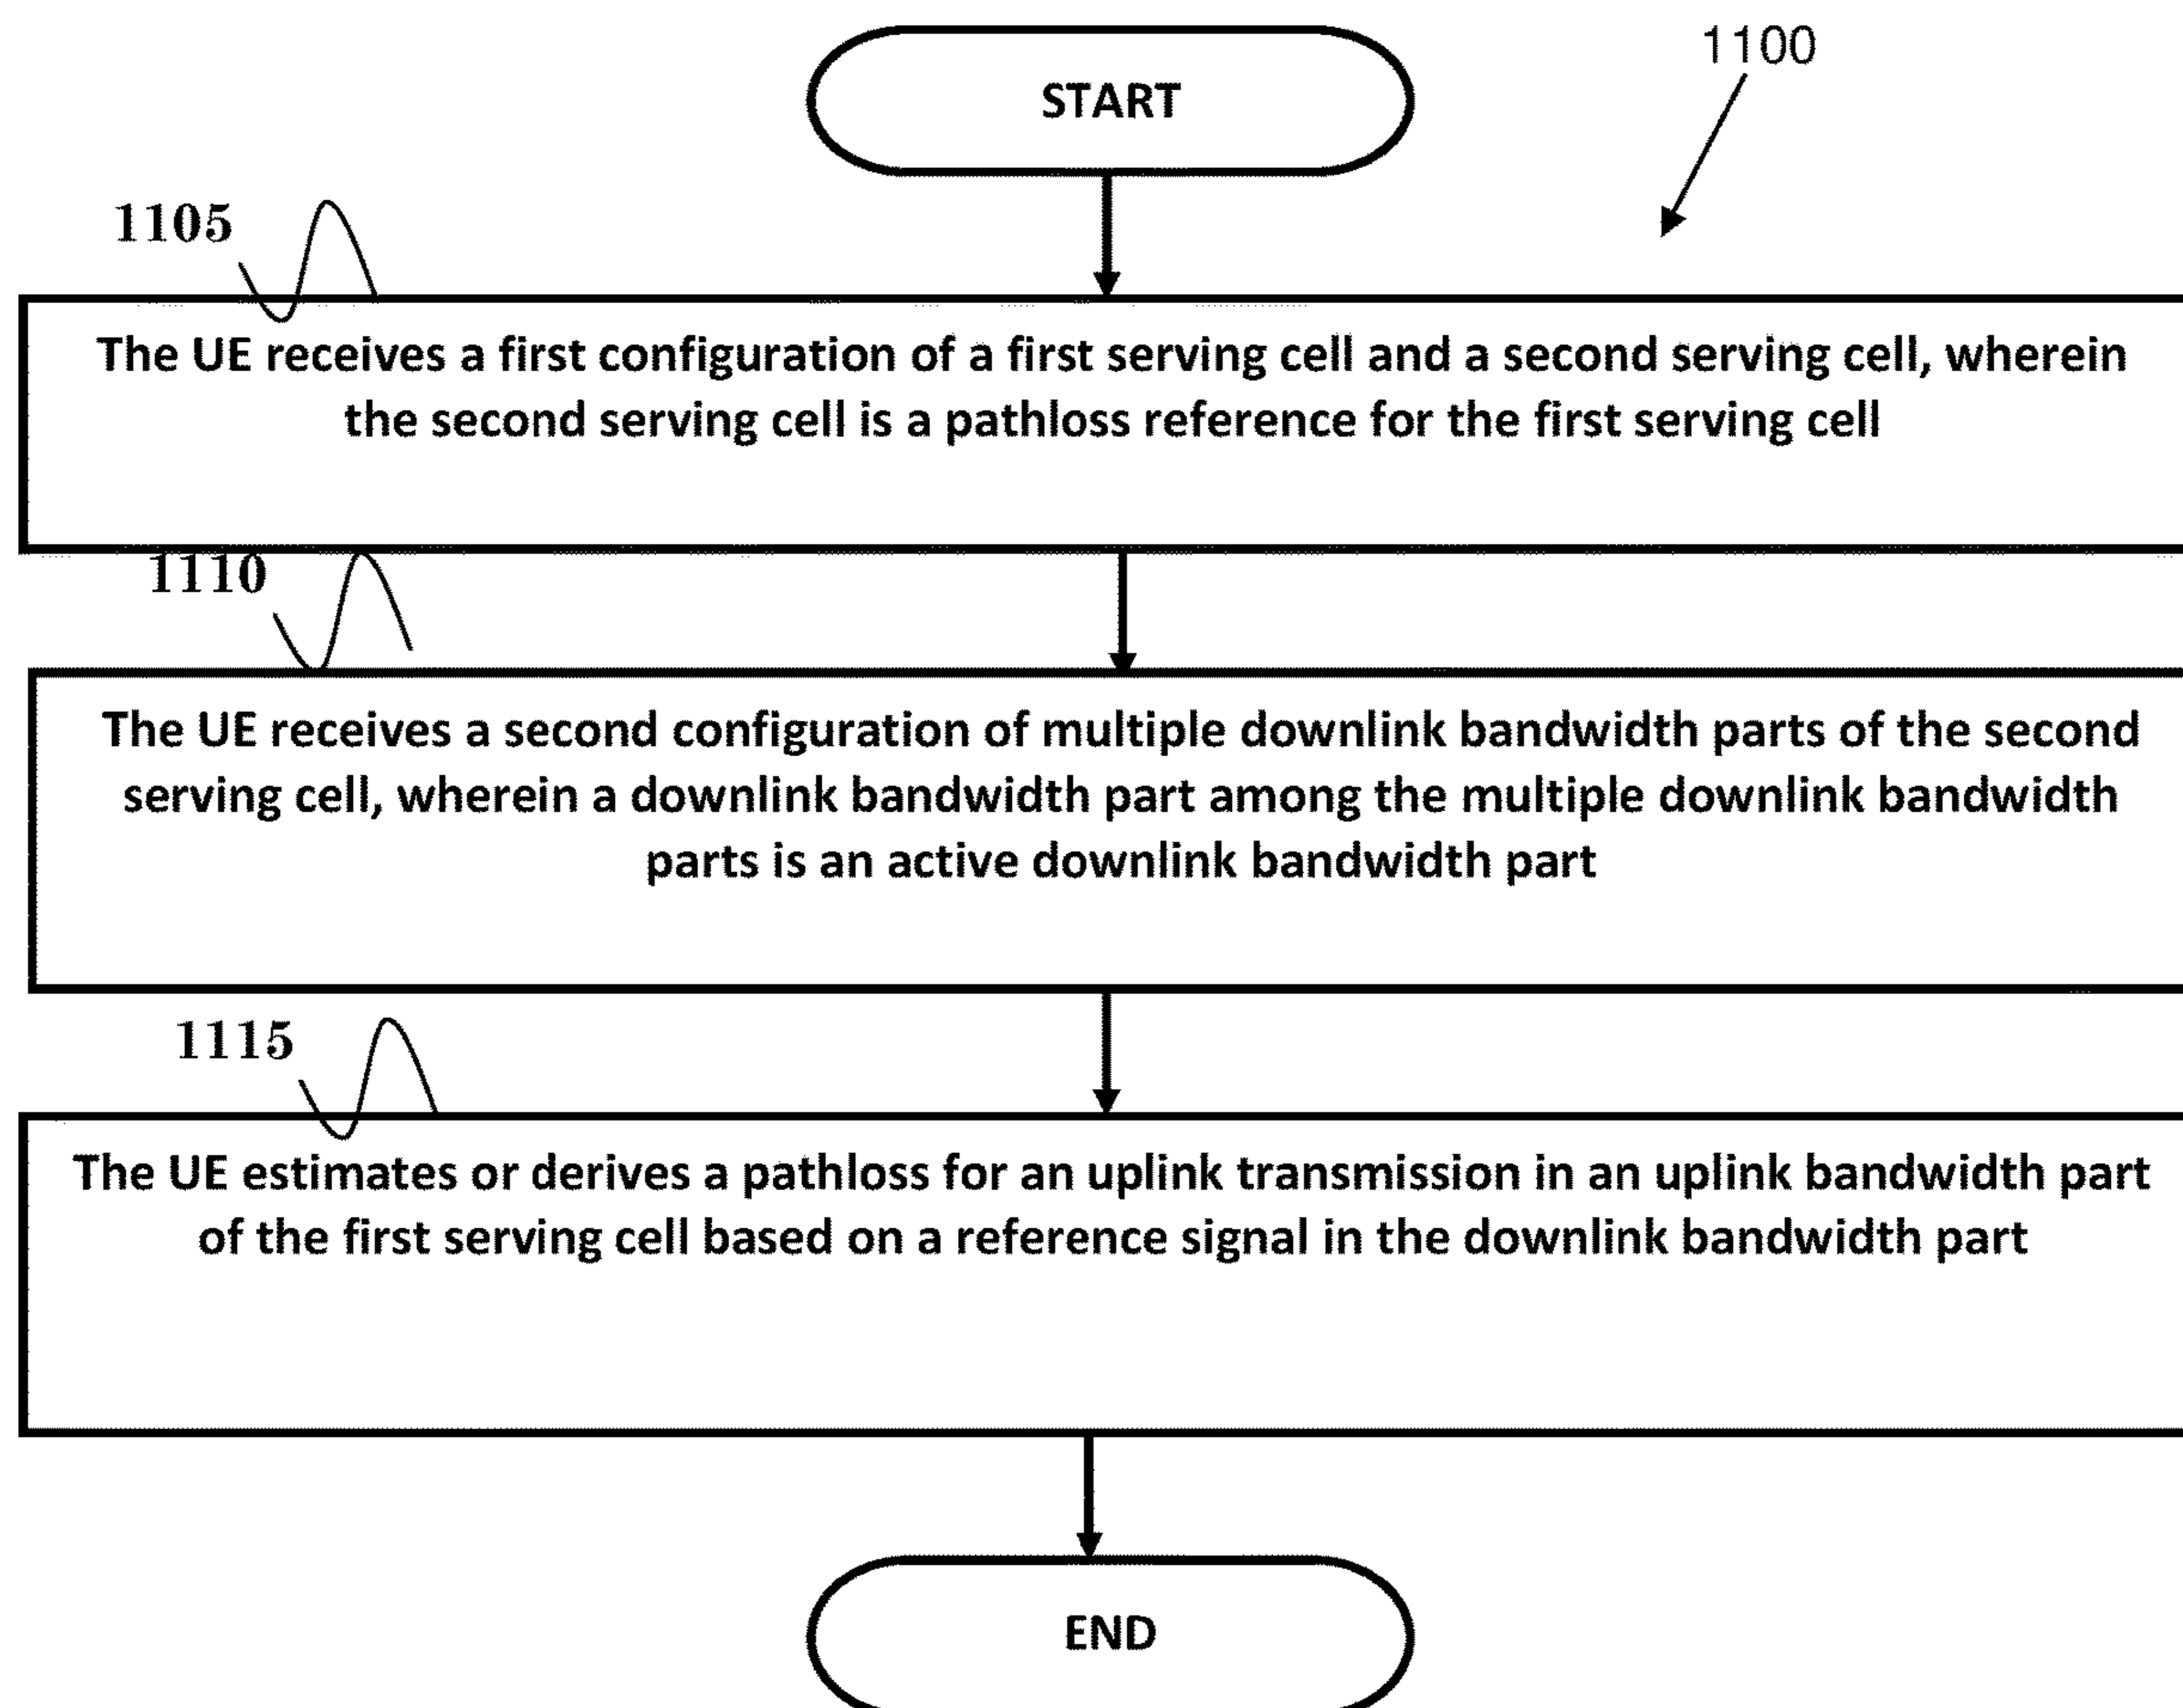 START
1100
1105
The UE receives a first configuration of a first serving cell and a second serving cell, wherein
the second serving cell is a pathloss reference for the first serving cell
1110
The UE receives a second configuration of multiple downlink bandwidth parts of the second
serving cell, wherein a downlink bandwidth part among the multiple downlink bandwidth
parts is an active downlink bandwidth part
1115
The UE estimates or derives a pathloss for an uplink transmission in an uplink bandwidth part
of the first serving cell based on a reference signal in the downlink bandwidth part
END